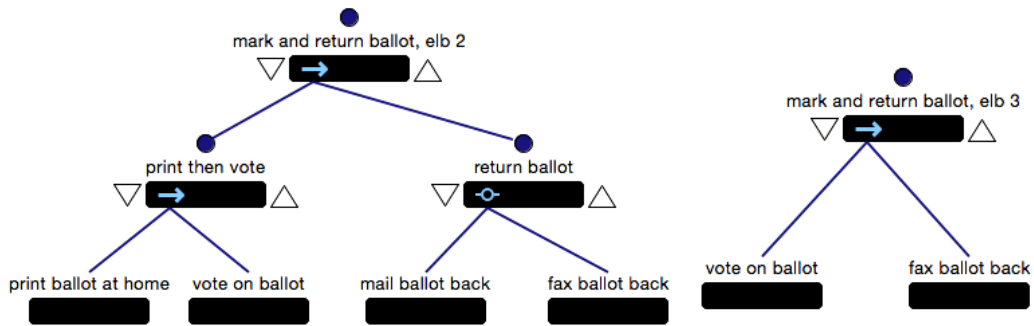 mark and return ballot, elb 2
mark and return ballot, elb 3
print then vote
return ballot
print ballot at home
vote on ballot
mail ballot back
fax ballot back
vote on ballot
fax ballot back